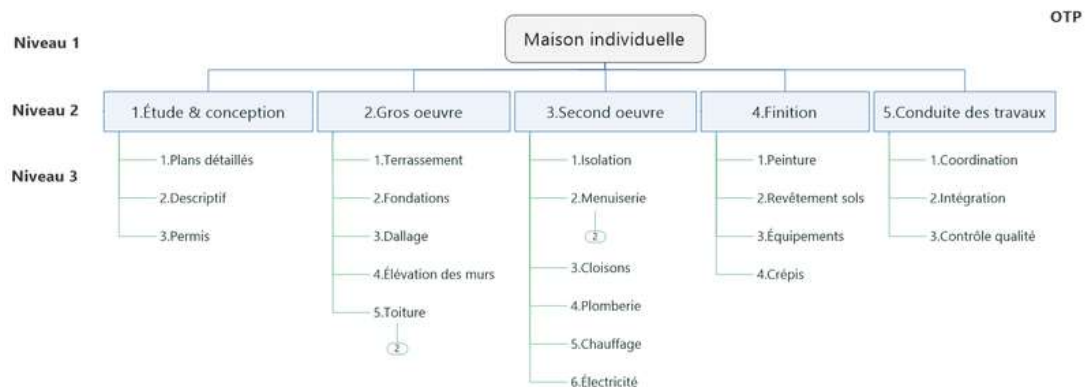 OTP
Niveau 1
Maison individuelle
Niveau 2
1.Étude & conception
2.Gros oeuvre
3.Second oeuvre
4.Finition
5.Conduite des travaux
Niveau 3
1.Plans détaillés
2.Descriptif
3.Permis
1.Terrassement
2.Fondations
3.Dallage
4.Élévation des murs
5.Toiture
2
1.Isolation
2.Menuiserie
2
3.Cloisons
4.Plomberie
5.Chauffage
6.Électricité
1.Peinture
2.Revêtement sols
3.Équipements
4.Crépis
1.Coordination
2.Intégration
3.Contrôle qualité